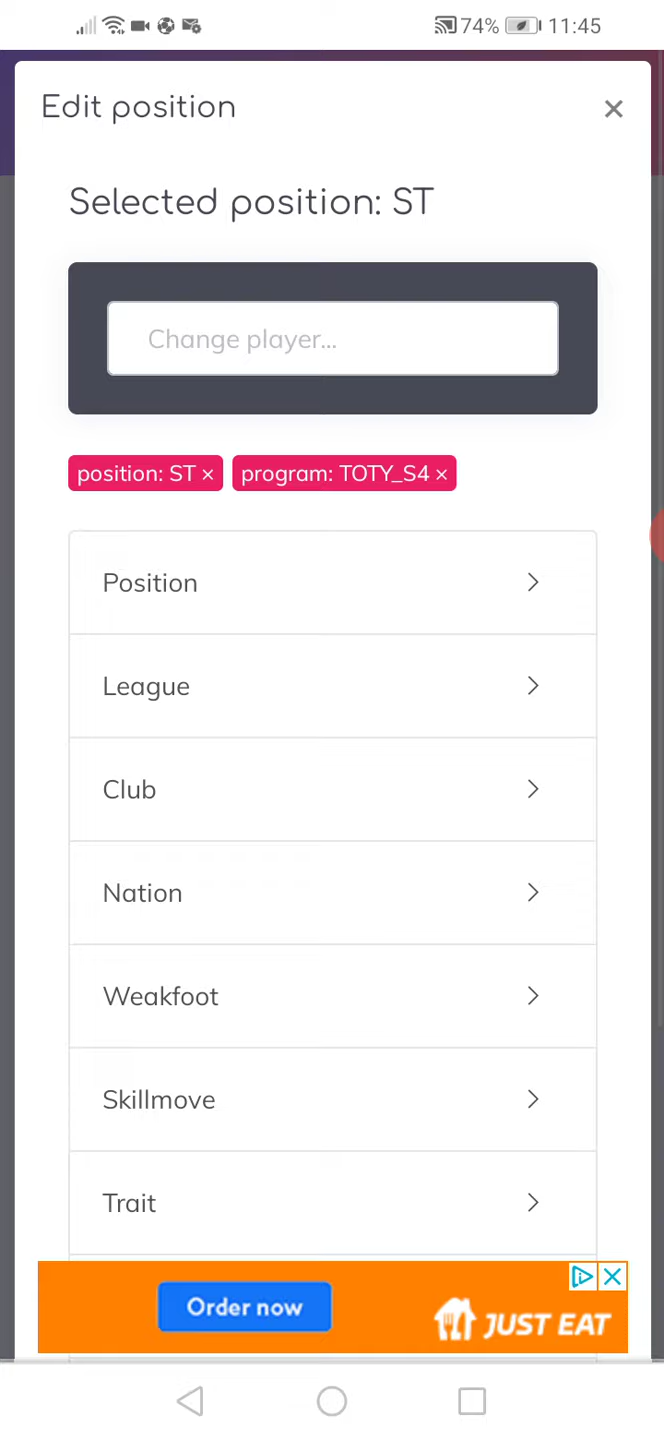 74% 11:45
Edit position ×
Selected position: ST
Change player...
position: ST × program: TOTY_S4 ×
Position
League
Club
Nation
Weakfoot
Skillmove
Trait
Order now
JUST EAT